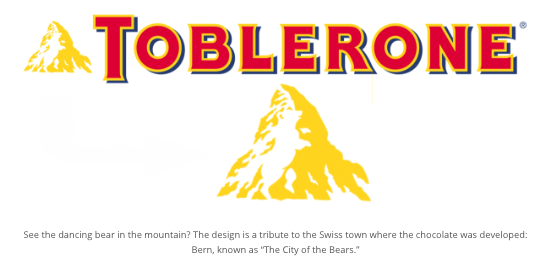 TOBLERONE®
See the dancing bear in the mountain? The design is a tribute to the Swiss town where the chocolate was developed:
Bern, known as “The City of the Bears.”